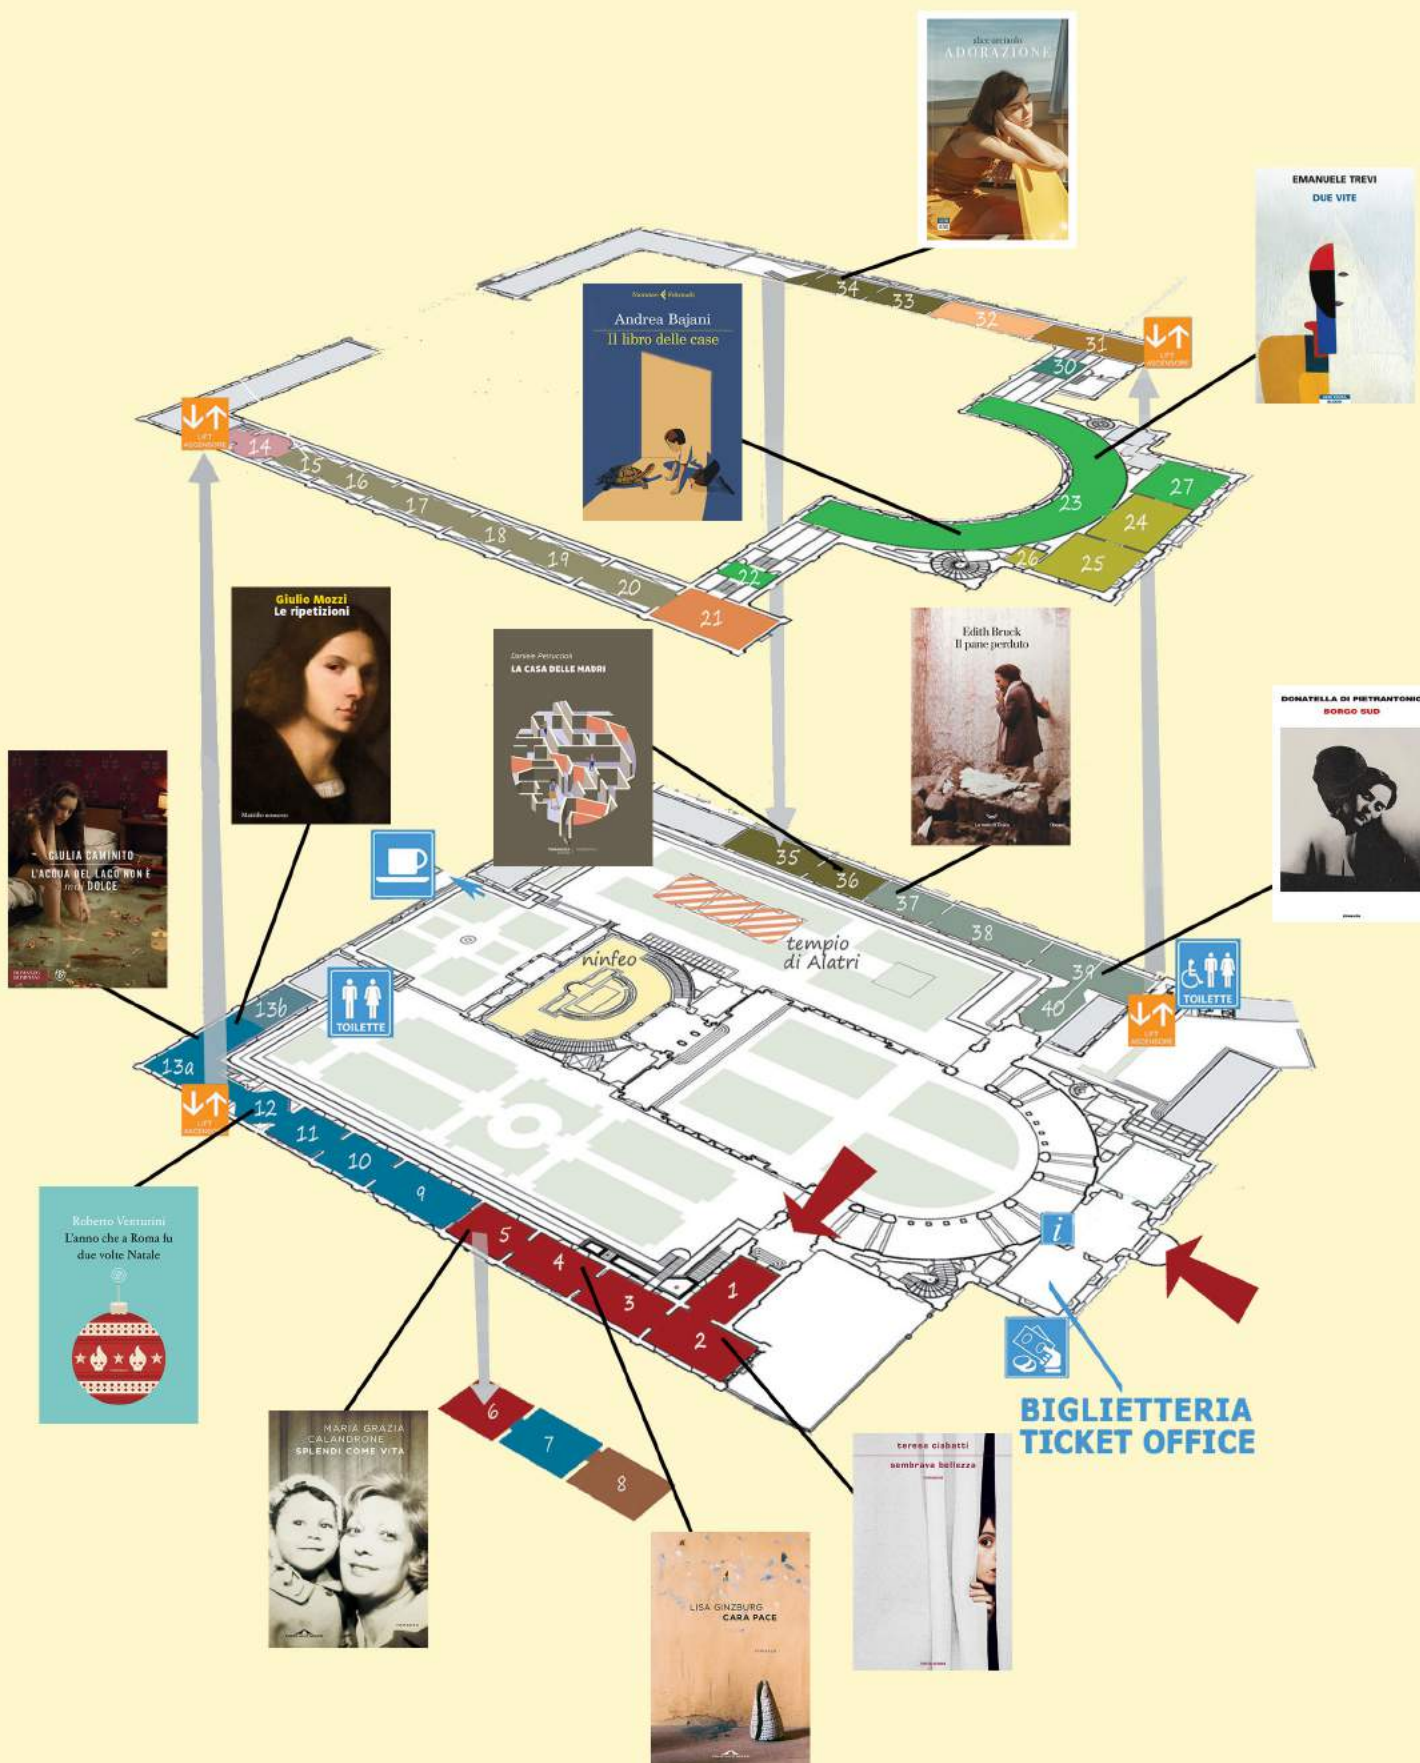 alice urciuolo
ADORAZIONE
EMANUELE TREVI
DUE VITE
34
33
32
31
LIFT
ASCENSORE
30
Andrea Bajani
Il libro delle case
LIFT
ASCENSORE
14
15
16
17
18
19
20
21
22
23
27
24
25
26
Giulio Mozzi
Le ripetizioni
Daniele Petruccioli
LA CASA DELLE MADRI
Edith Bruck
Il pane perduto
DONATELLA DI PIETRANTONIO
BORGO SUD
GIULIA CAMINITO
L'ACQUA DEL LAGO NON È
mai DOLCE
35
36
37
38
39
40
tempio
di Alatri
ninfeo
TOILETTE
TOILETTE
LIFT
ASCENSORE
13b
13a
LIFT
ASCENSORE
12
11
10
9
5
4
3
1
2
i
6
7
8
Roberto Venturini
L'anno che a Roma fu
due volte Natale
BIGLIETTERIA
TICKET OFFICE
MARIA GRAZIA
CALANDRONE
SPLENDI COME VITA
romanzo
teresa ciabatti
sembrava bellezza
LISA GINZBURG
CARA PACE